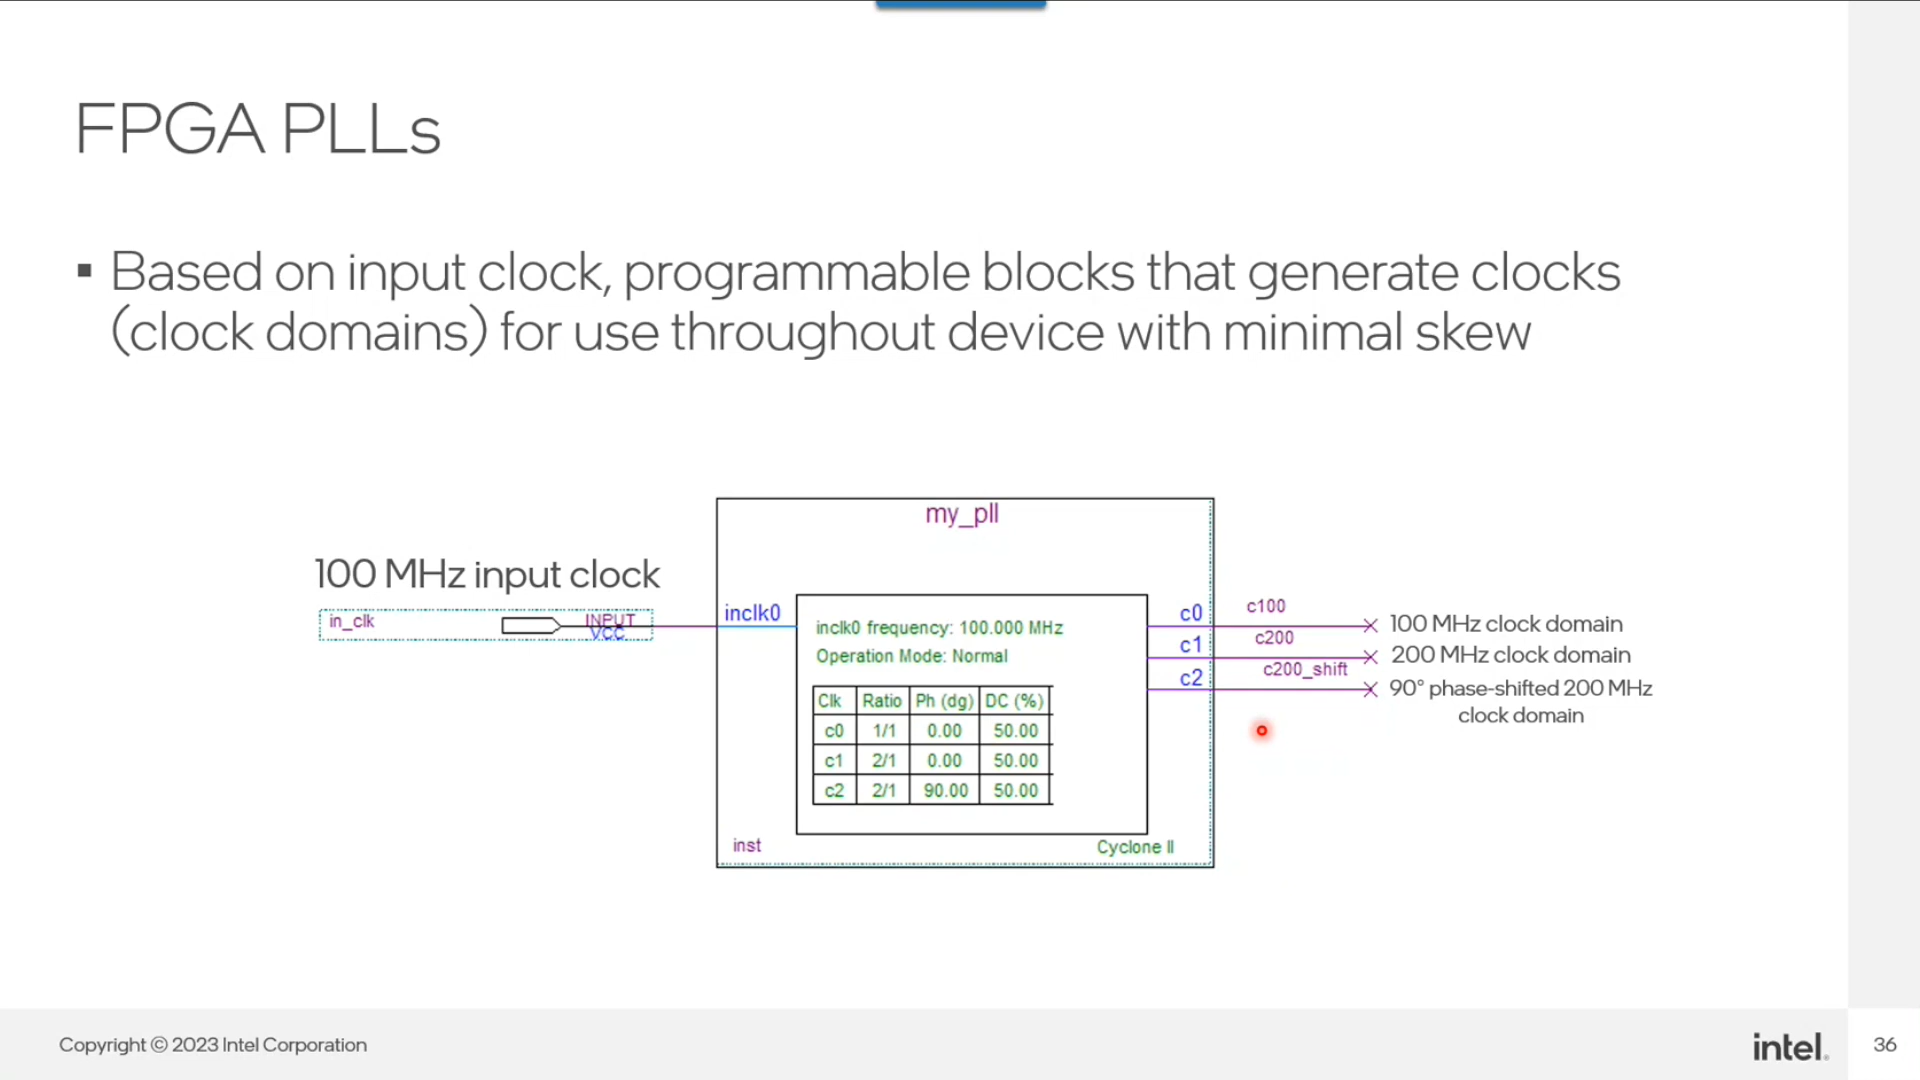 FPGA PLLs
▪ Based on input clock, programmable blocks that generate clocks
(clock domains) for use throughout device with minimal skew
my_pll
100 MHz input clock
in_clk
INPUT
VCC
inclk0
inclk0 frequency: 100.000 MHz
Operation Mode: Normal
Clk Ratio Ph (dg) DC (%)
c0 1/1 0.00 50.00
c1 2/1 0.00 50.00
c2 2/1 90.00 50.00
inst
Cyclone II
c0 c100 100 MHz clock domain
c1 c200 200 MHz clock domain
c2 c200_shift 90° phase-shifted 200 MHz
clock domain
Copyright © 2023 Intel Corporation
intel.
36